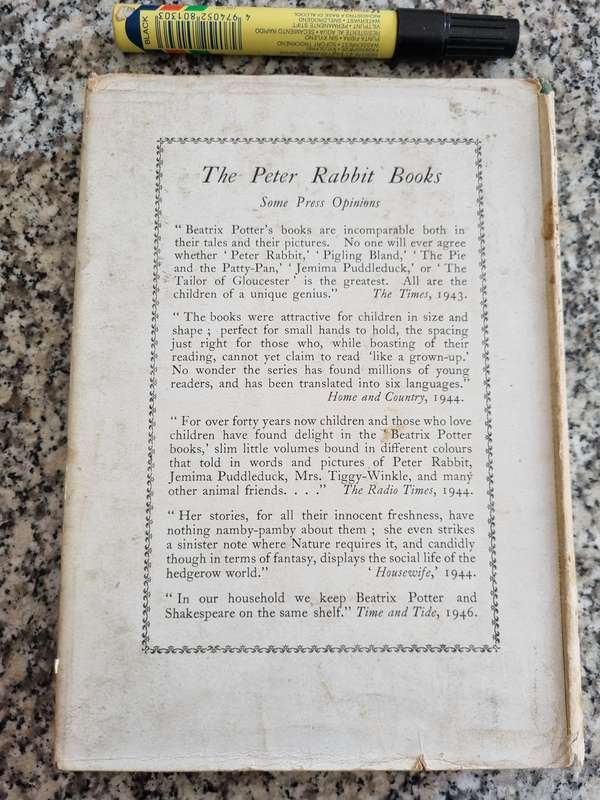 BLACK
4 974052 801303
PUNTA FIBRA • SIN XYLENO
The Peter Rabbit Books
Some Press Opinions
“ Beatrix Potter's books are incomparable both in
their tales and their pictures. No one will ever agree
whether ‘ Peter Rabbit,’ ‘ Pigling Bland,’ ‘ The Pie
and the Patty-Pan,’ ‘ Jemima Puddleduck,’ or ‘ The
Tailor of Gloucester ’ is the greatest. All are the
children of a unique genius.” The Times, 1943.
“ The books were attractive for children in size and
shape ; perfect for small hands to hold, the spacing
just right for those who, while boasting of their
reading, cannot yet claim to read ‘like a grown-up.’
No wonder the series has found millions of young
readers, and has been translated into six languages.”
Home and Country, 1944.
“ For over forty years now children and those who love
children have found delight in the ‘ Beatrix Potter
books,’ slim little volumes bound in different colours
that told in words and pictures of Peter Rabbit,
Jemima Puddleduck, Mrs. Tiggy-Winkle, and many
other animal friends. . . .” The Radio Times, 1944.
“ Her stories, for all their innocent freshness, have
nothing namby-pamby about them ; she even strikes
a sinister note where Nature requires it, and candidly
though in terms of fantasy, displays the social life of the
hedgerow world.” ‘ Housewife,’ 1944.
“ In our household we keep Beatrix Potter and
Shakespeare on the same shelf.” Time and Tide, 1946.